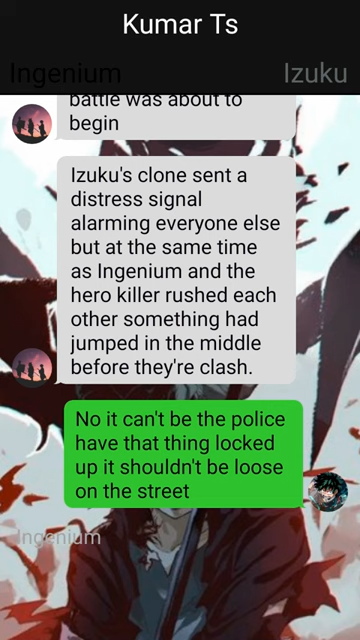 Kumar Ts
Ingenium
Izuku
battle was about to
begin
Izuku's clone sent a
distress signal
alarming everyone else
but at the same time
as Ingenium and the
hero killer rushed each
other something had
jumped in the middle
before they're clash.
No it can't be the police
have that thing locked
up it shouldn't be loose
on the street
Ingenium